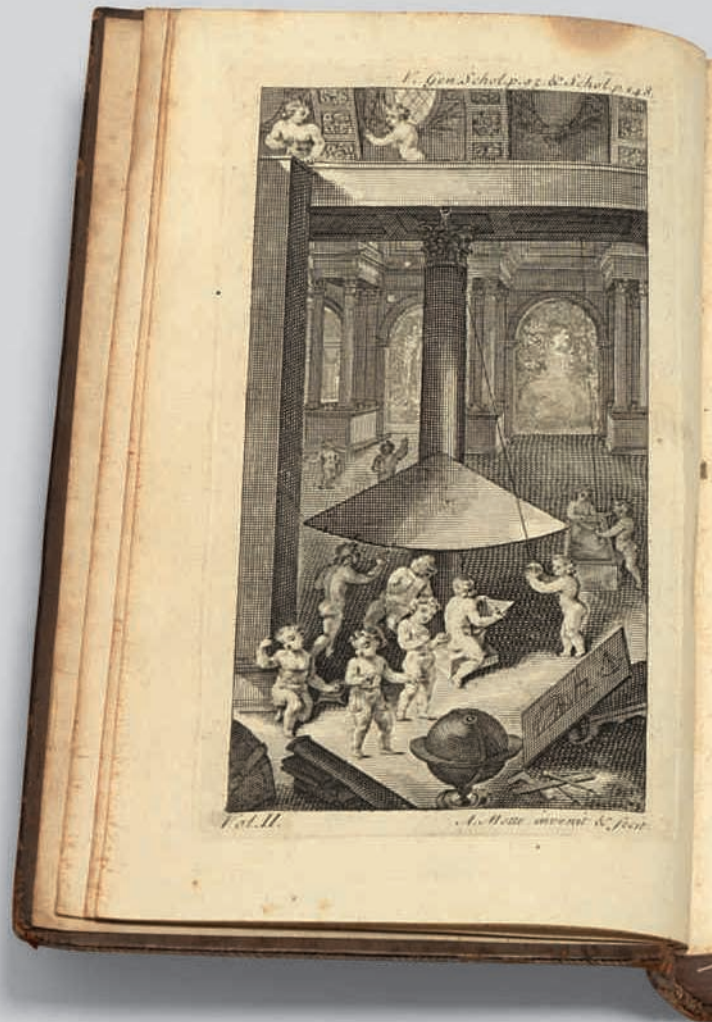 V. Gen. Schol. p. 92 & Schol. p. 148.
Vol. II.
A. Motte invenit & fecit